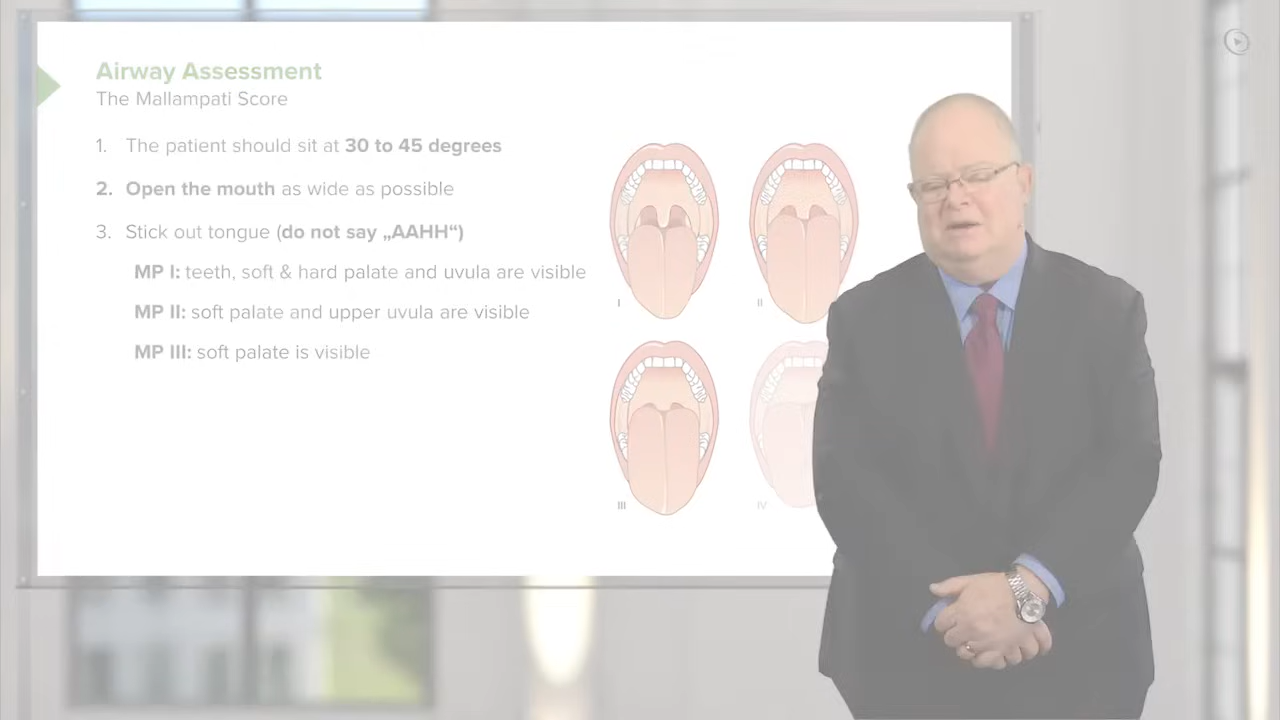 Airway Assessment
The Mallampati Score
1. The patient should sit at 30 to 45 degrees
2. Open the mouth as wide as possible
3. Stick out tongue (do not say „AAHH“)
MP I: teeth, soft & hard palate and uvula are visible
MP II: soft palate and upper uvula are visible
MP III: soft palate is visible
I
II
III
IV